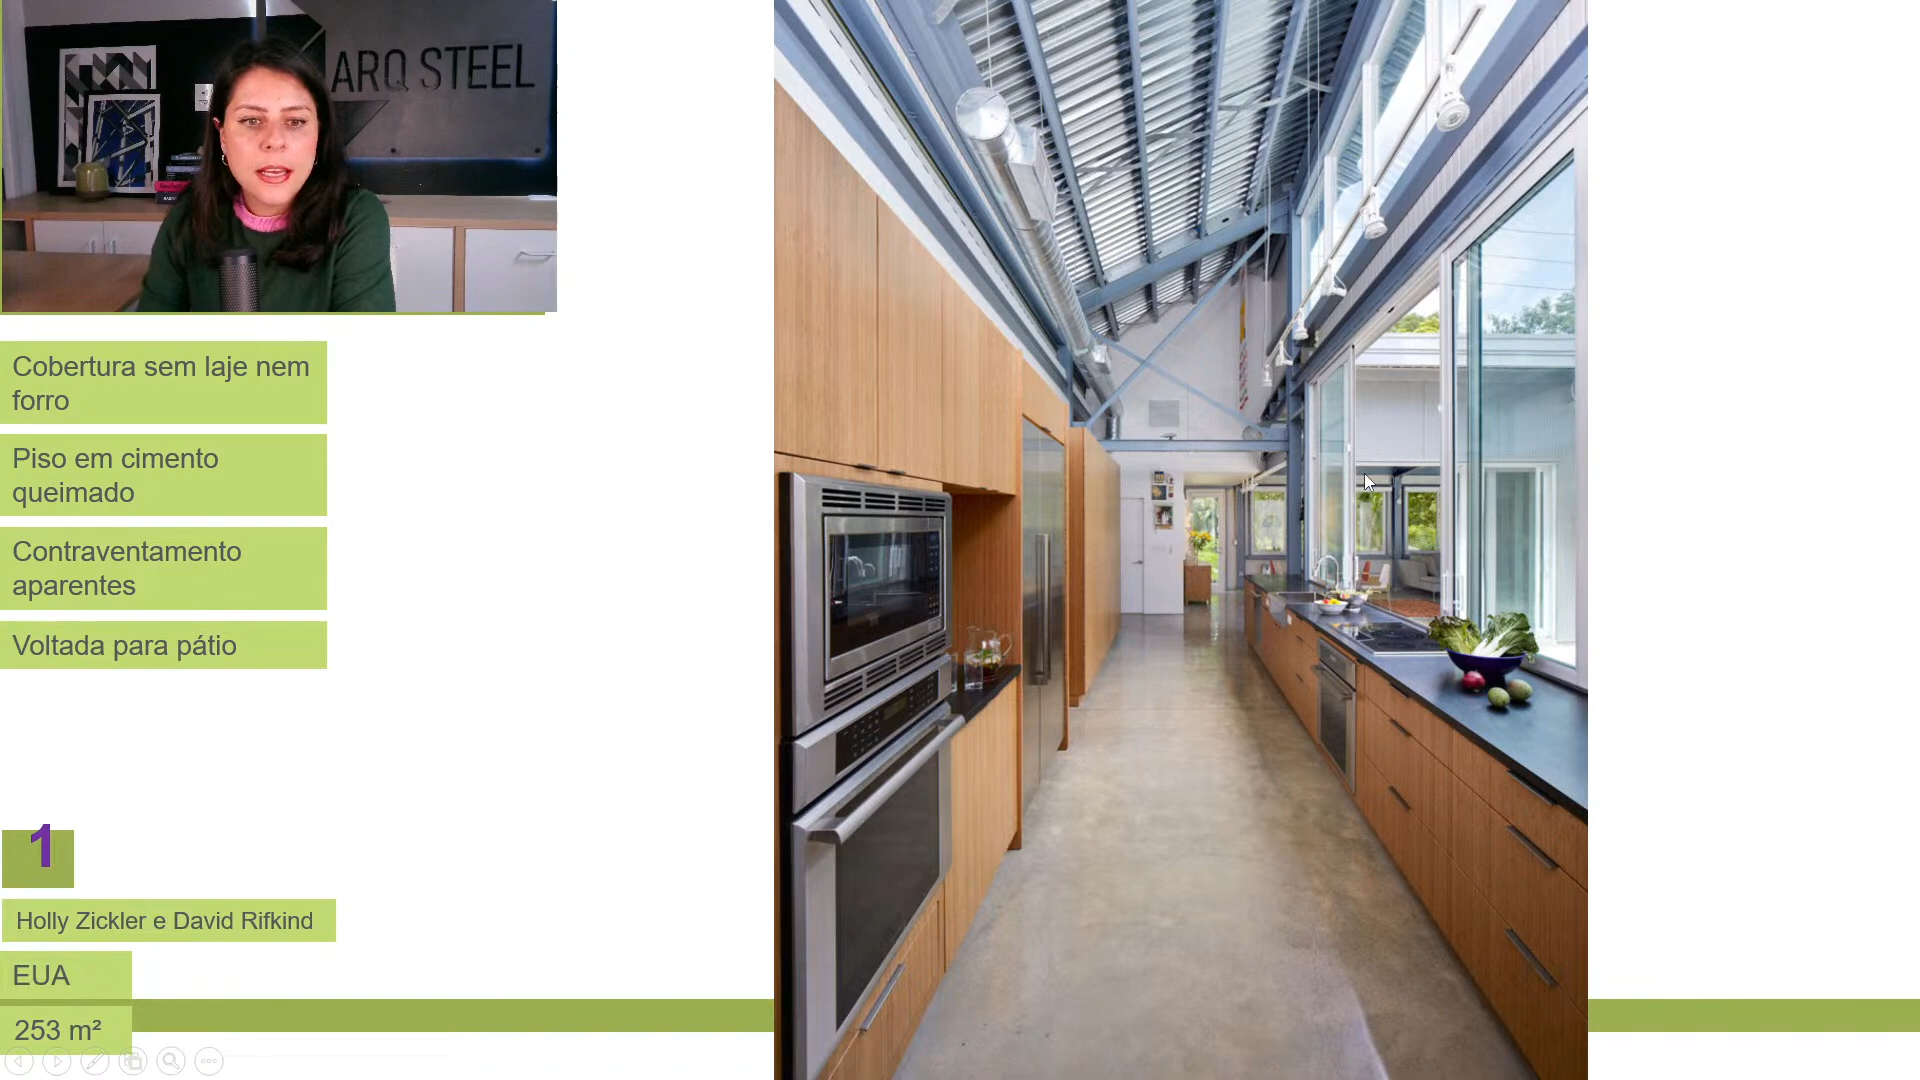 ARQ STEEL
Cobertura sem laje nem
forro
Piso em cimento
queimado
Contraventamento
aparentes
Voltada para pátio
1
Holly Zickler e David Rifkind
EUA
253 m²